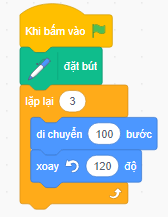 Khi bấm vào
đặt bút
lặp lại 3
di chuyển 100 bước
xoay 120 độ